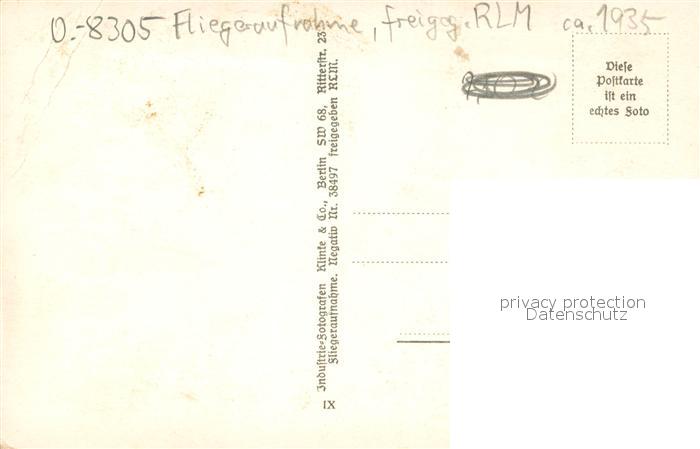 O.-8305 Fliegeraufnahme, freigeg. RLM ca. 1935
Diese
Postkarte
ist ein
echtes Foto
Industrie-Fotografen Klinke & Co., Berlin SW 68, Ritterstr. 23
Fliegeraufnahme. Negativ Nr. 38497 freigegeben RLM.
IX
privacy protection
Datenschutz